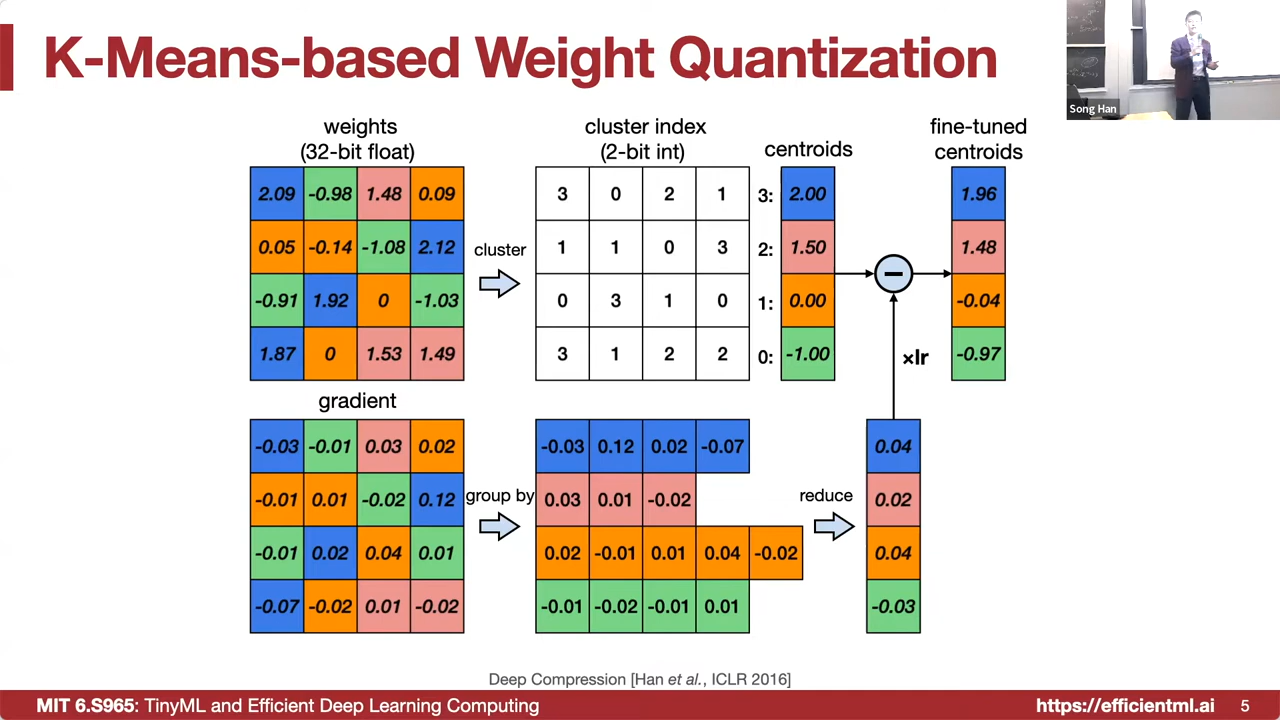 K-Means-based Weight Quantization
Song Han
weights
(32-bit float)
cluster index
(2-bit int)
centroids
fine-tuned
centroids
2.09 -0.98 1.48 0.09
0.05 -0.14 -1.08 2.12
-0.91 1.92 0 -1.03
1.87 0 1.53 1.49
cluster
3 0 2 1
1 1 0 3
0 3 1 0
3 1 2 2
3: 2.00
2: 1.50
1: 0.00
0: -1.00
−
×lr
1.96
1.48
-0.04
-0.97
gradient
-0.03 -0.01 0.03 0.02
-0.01 0.01 -0.02 0.12
-0.01 0.02 0.04 0.01
-0.07 -0.02 0.01 -0.02
group by
-0.03 0.12 0.02 -0.07
0.03 0.01 -0.02
0.02 -0.01 0.01 0.04 -0.02
-0.01 -0.02 -0.01 0.01
reduce
0.04
0.02
0.04
-0.03
Deep Compression [Han et al., ICLR 2016]
MIT 6.S965: TinyML and Efficient Deep Learning Computing
https://efficientml.ai
5